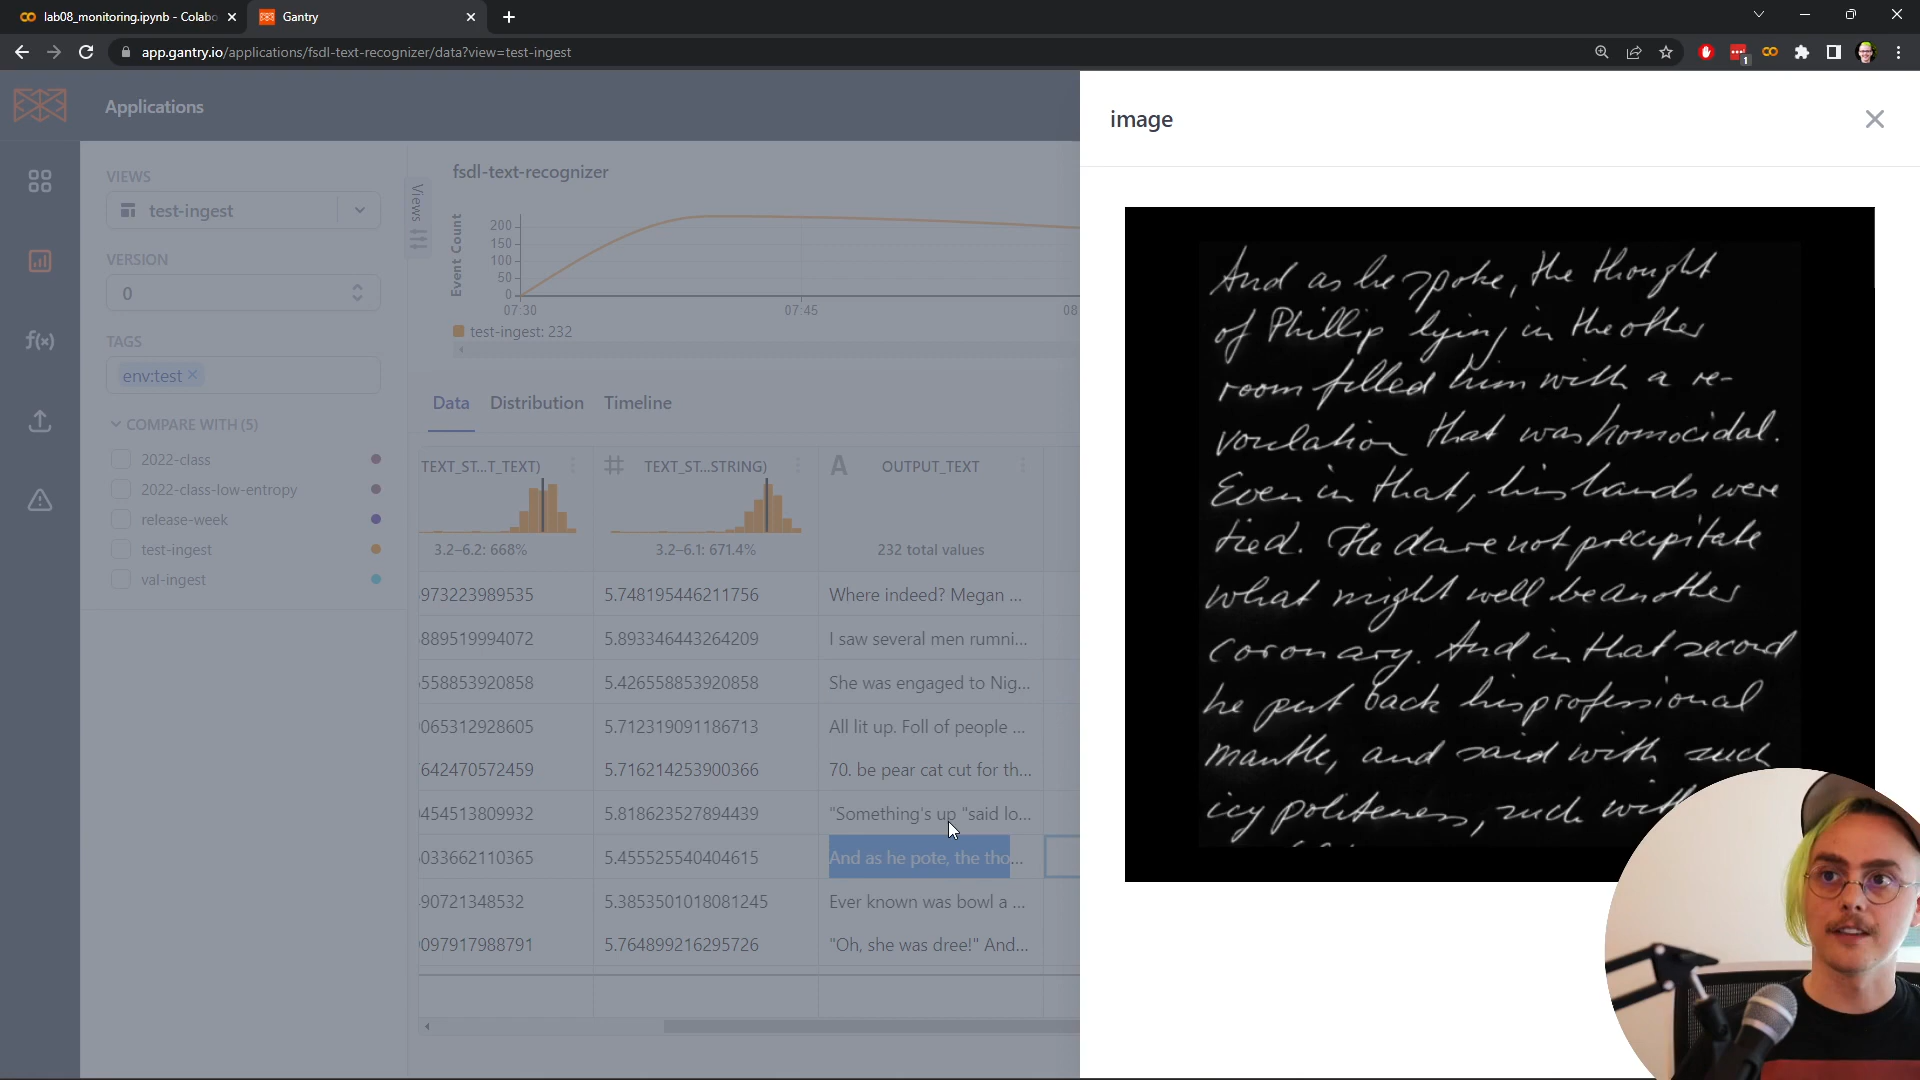 lab08_monitoring.ipynb - Colabo
Gantry
app.gantry.io/applications/fsdl-text-recognizer/data?view=test-ingest
1
Applications
image
VIEWS
test-ingest
VERSION
0
TAGS
env:test
COMPARE WITH (5)
2022-class
2022-class-low-entropy
release-week
test-ingest
val-ingest
Views
f(x)
fsdl-text-recognizer
Event Count
200
150
100
50
0
07:30
07:45
08
test-ingest: 232
Data Distribution Timeline
TEXT_ST...T_TEXT) TEXT_ST...STRING) A OUTPUT_TEXT
3.2-6.2: 668% 3.2-6.1: 671.4% 232 total values
973223989535 5.748195446211756 Where indeed? Megan ...
889519994072 5.893346443264209 I saw several men rumni...
558853920858 5.426558853920858 She was engaged to Nig...
065312928605 5.712319091186713 All lit up. Foll of people ...
642470572459 5.716214253900366 70. be pear cat cut for th...
454513809932 5.818623527894439 "Something's up "said lo...
033662110365 5.455525540404615 And as he pote, the tho...
90721348532 5.3853501018081245 Ever known was bowl a ...
097917988791 5.764899216295726 "Oh, she was dree!" And...
And as he spoke, the thought
of Phillip lying in the other
room filled him with a re-
voulation that was homocidal.
Even in that, his hands were
tied. He dare not precipitate
what might well be another
coronary. And in that second
he put back his professional
mantle, and said with such
icy politeness, such with